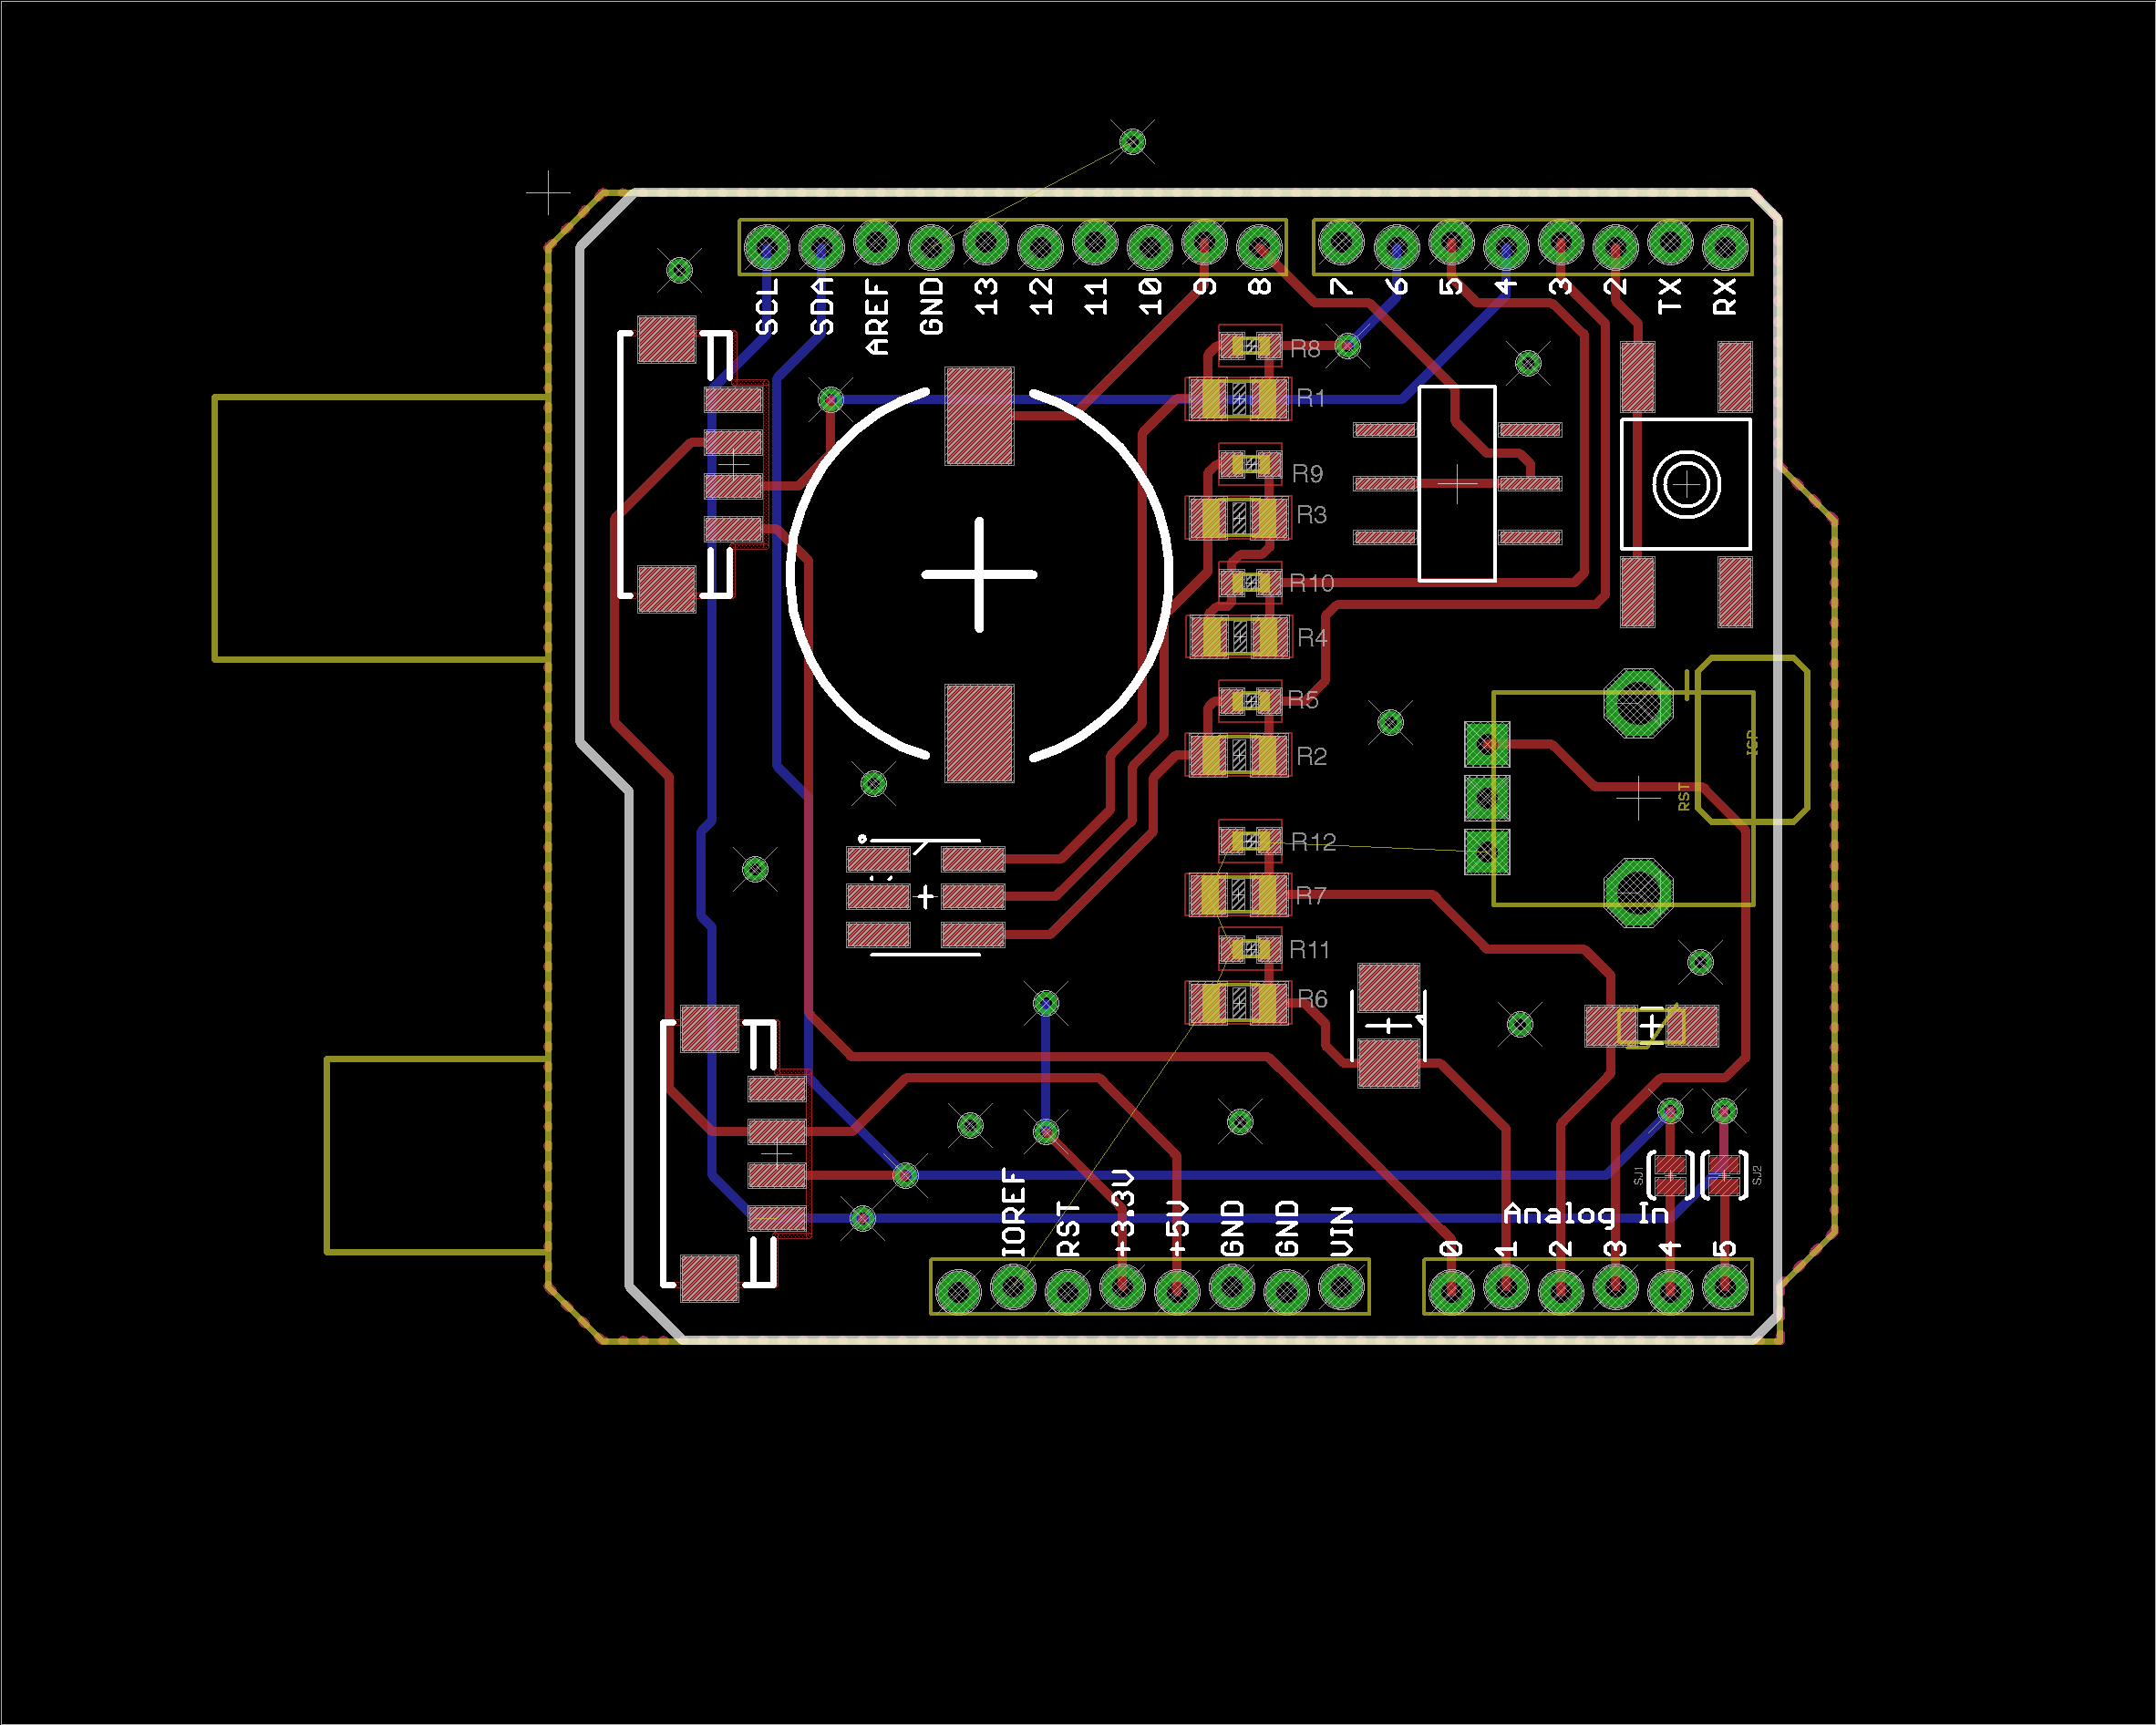 SCL
SDA
AREF
GND
13
12
11
10
9
8
7
6
5
4
3
2
TX
RX
R8
R1
R9
R3
R10
R4
R5
R2
ICP
RST
R12
R7
R11
R6
SJ1
SJ2
IOREF
RST
+3.3V
+5V
GND
GND
VIN
Analog In
0
1
2
3
4
5